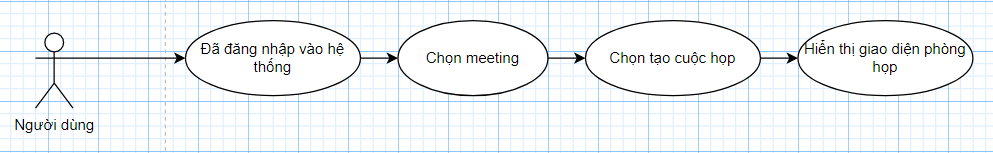 Đã đăng nhập vào hệ
thống
Chọn meeting
Chọn tạo cuộc họp
Hiển thị giao diện phòng
họp
Người dùng